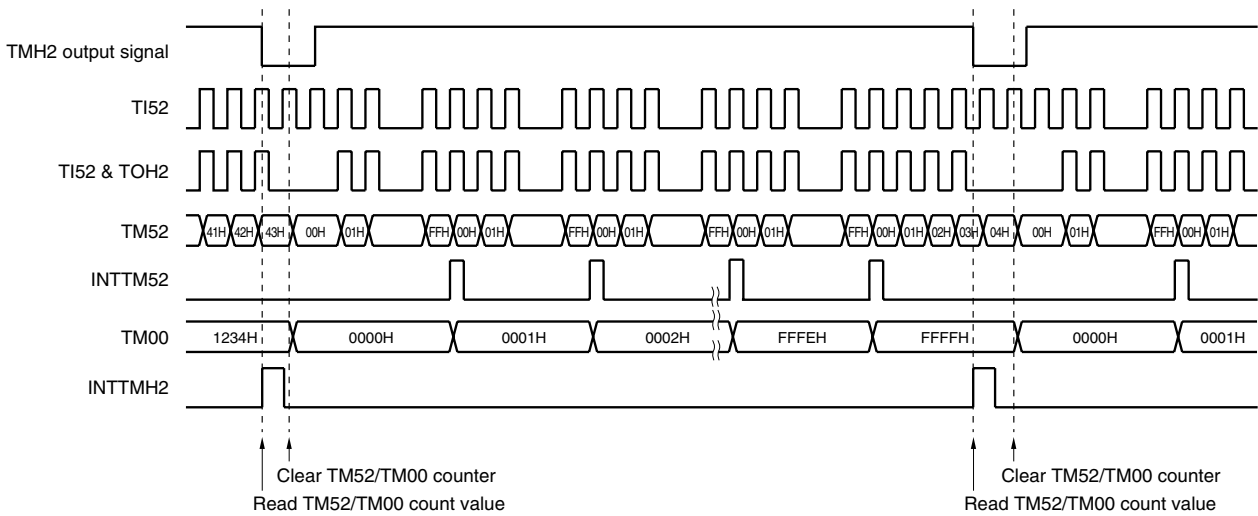 TMH2 output signal
TI52
TI52 & TOH2
TM52 41H 42H 43H 00H 01H FFH 00H 01H FFH 00H 01H FFH 00H 01H FFH 00H 01H 02H 03H 04H 00H 01H FFH 00H 01H
INTTM52
TM00 1234H 0000H 0001H 0002H FFFEH FFFFH 0000H 0001H
INTTMH2
Clear TM52/TM00 counter Clear TM52/TM00 counter
Read TM52/TM00 count value Read TM52/TM00 count value